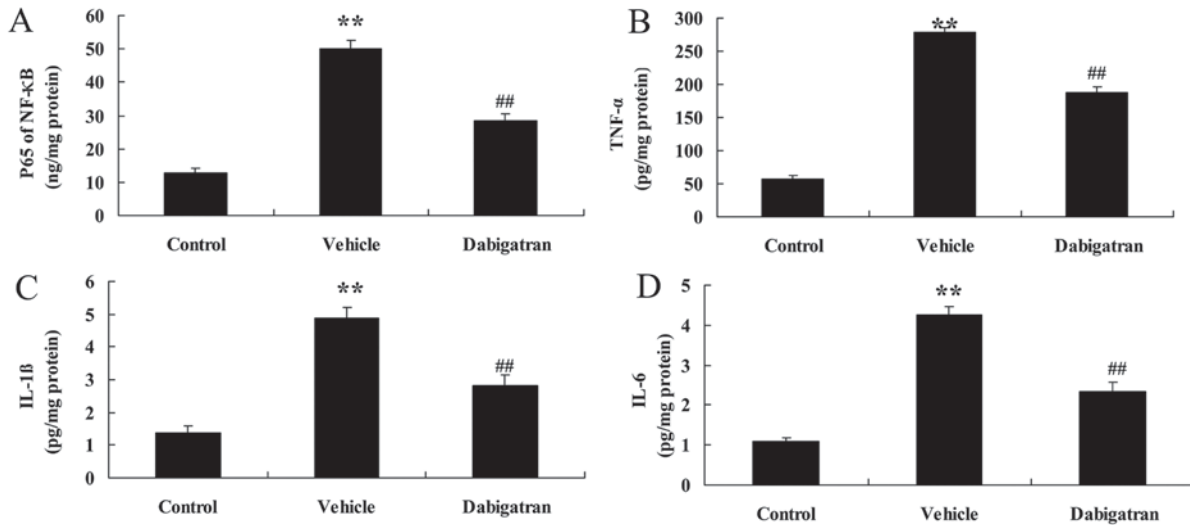 A
P65 of NF-κB
(ng/mg protein)
60
50
40
30
20
10
0
**
##
Control Vehicle Dabigatran
B
TNF-α
(pg/mg protein)
300
250
200
150
100
50
0
**
##
Control Vehicle Dabigatran
C
IL-1ß
(pg/mg protein)
6
5
4
3
2
1
0
**
##
Control Vehicle Dabigatran
D
IL-6
(pg/mg protein)
5
4
3
2
1
0
**
##
Control Vehicle Dabigatran